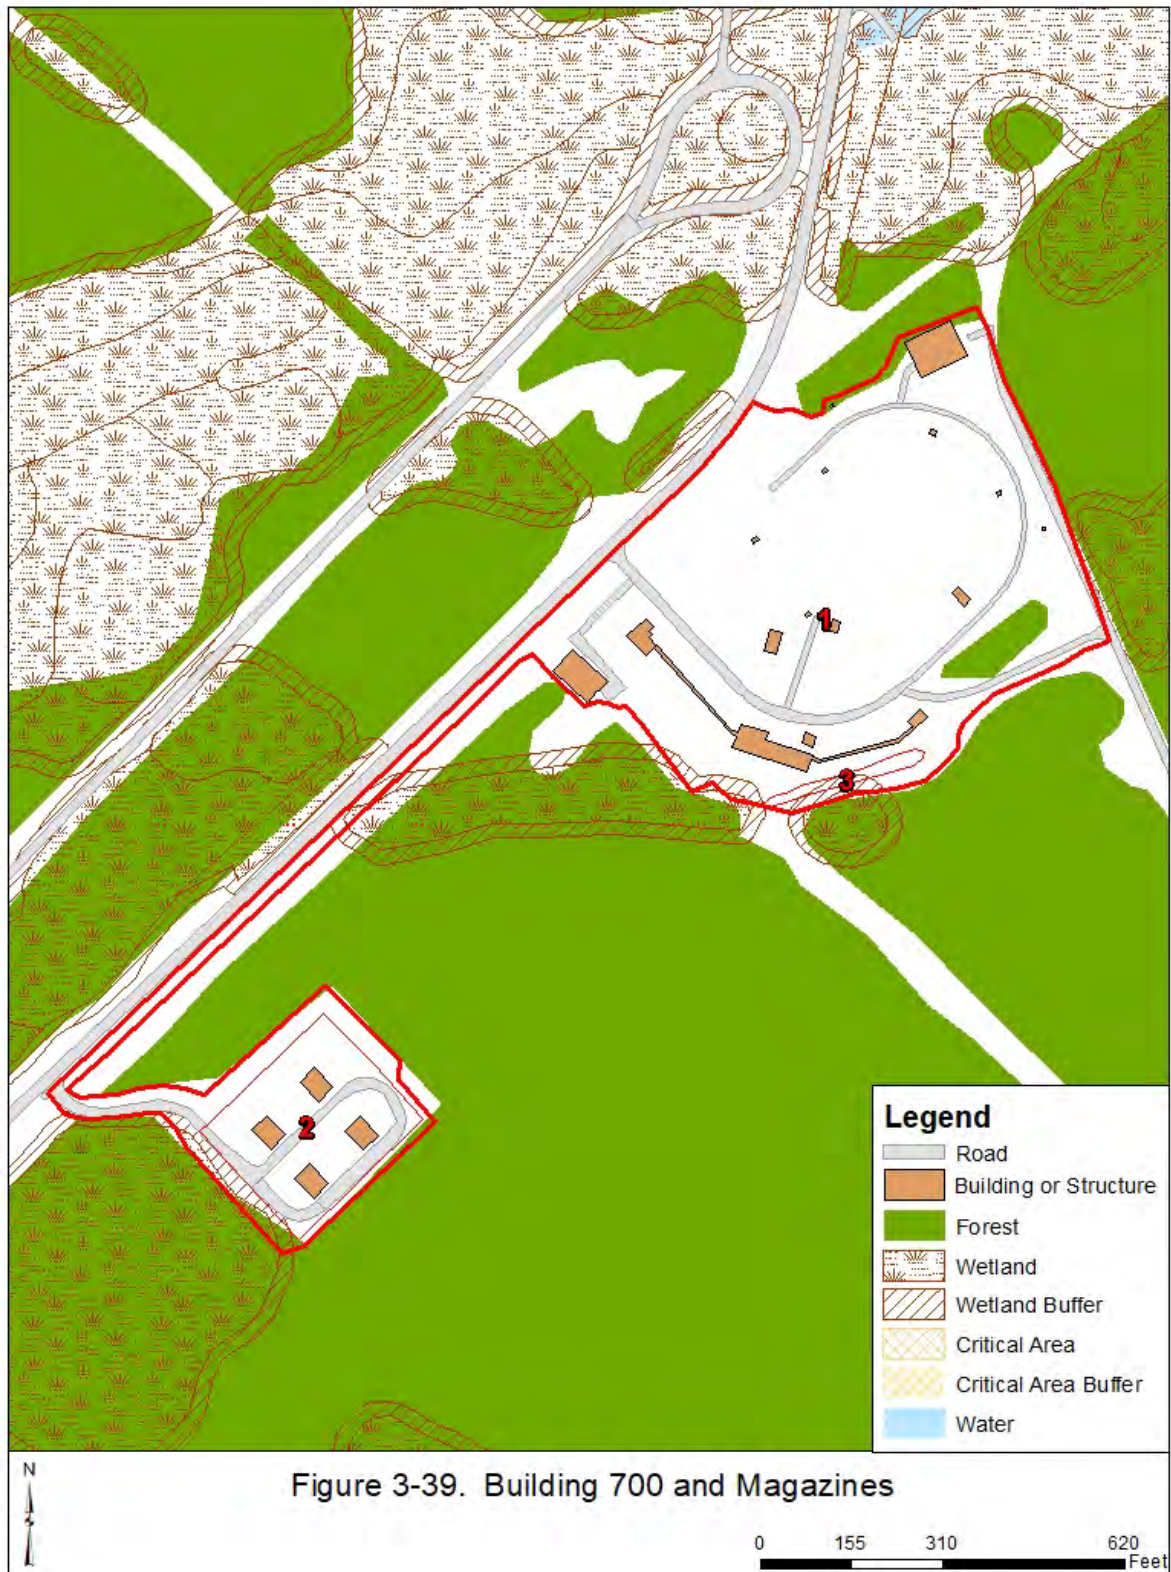 1
3
2
Legend
Road
Building or Structure
Forest
Wetland
Wetland Buffer
Critical Area
Critical Area Buffer
Water
N
Figure 3-39. Building 700 and Magazines
0 155 310 620
Feet